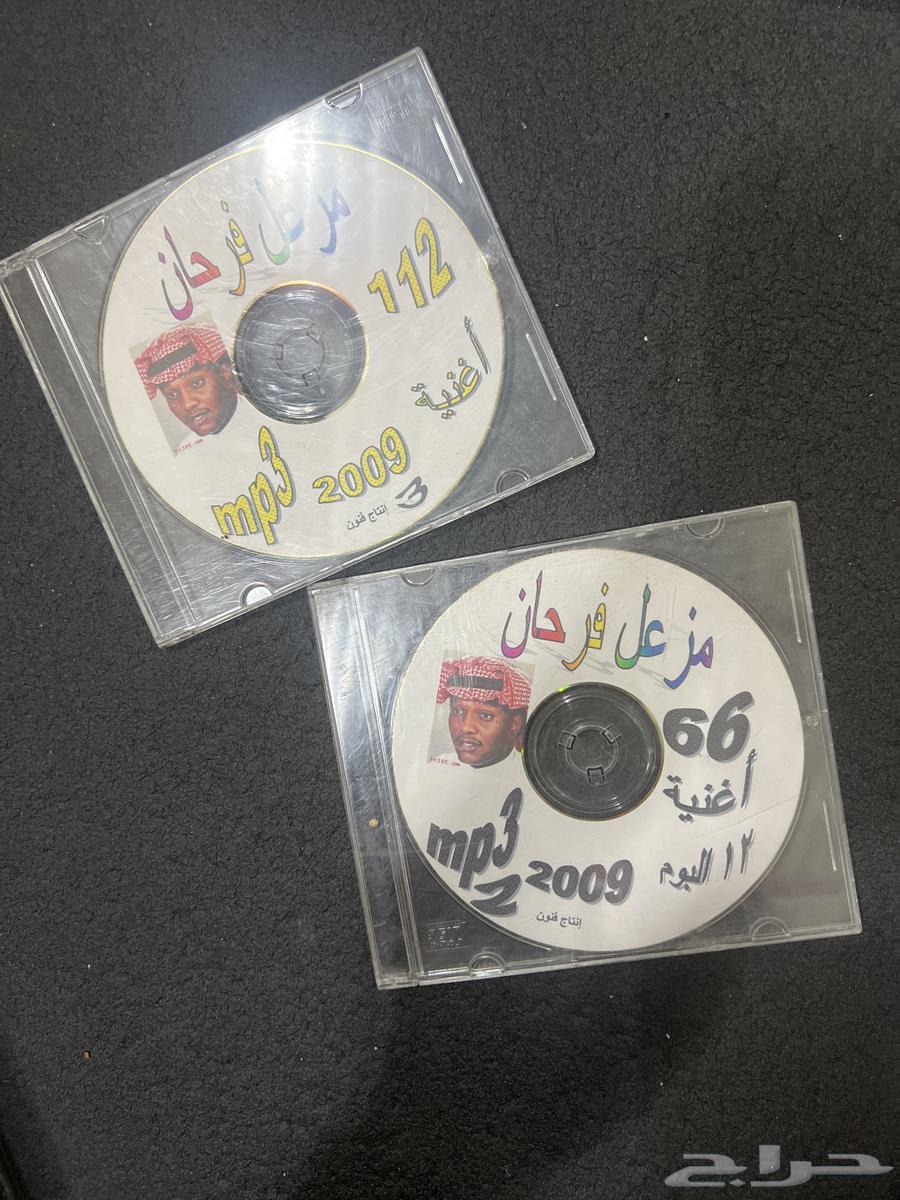 مزعل فرحان
112
أغنية
mp3
2009
3
إنتاج فنون
مزعل فرحان
66
أغنية
١٢ البوم
mp3
2
2009
إنتاج فنون
حراج